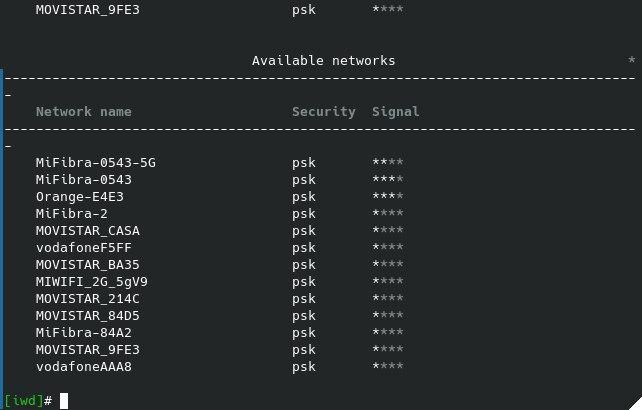 MOVISTAR_9FE3 psk ****
Available networks *
--------------------------------------------------------------------------------
Network name Security Signal
--------------------------------------------------------------------------------
MiFibra-0543-5G psk ****
MiFibra-0543 psk ****
Orange-E4E3 psk ****
MiFibra-2 psk ****
MOVISTAR_CASA psk ****
vodafoneF5FF psk ****
MOVISTAR_BA35 psk ****
MIWIFI_2G_5gV9 psk ****
MOVISTAR_214C psk ****
MOVISTAR_84D5 psk ****
MiFibra-84A2 psk ****
MOVISTAR_9FE3 psk ****
vodafoneAAA8 psk ****
[iwd]#